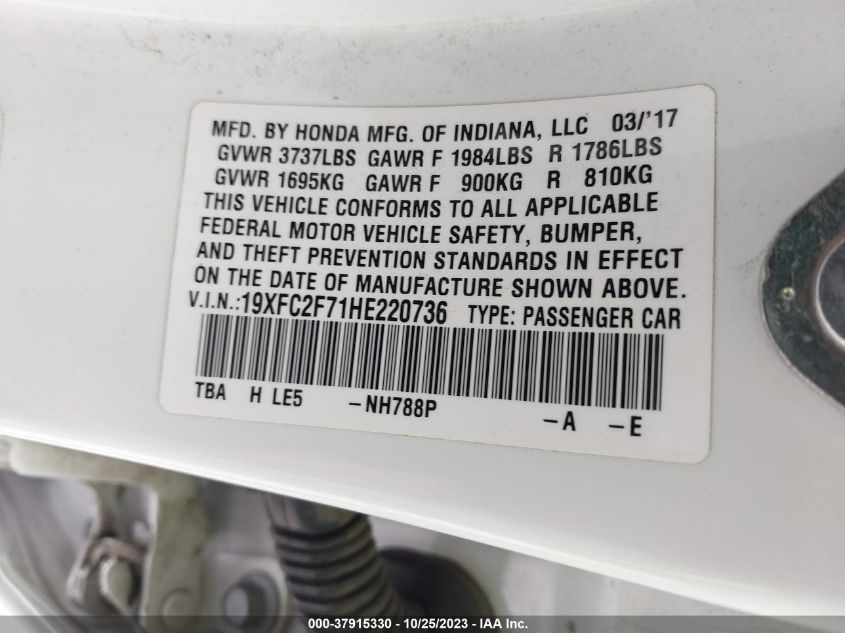 MFD. BY HONDA MFG. OF INDIANA, LLC 03/'17
GVWR 3737LBS GAWR F 1984LBS R 1786LBS
GVWR 1695KG GAWR F 900KG R 810KG
THIS VEHICLE CONFORMS TO ALL APPLICABLE
FEDERAL MOTOR VEHICLE SAFETY, BUMPER,
AND THEFT PREVENTION STANDARDS IN EFFECT
ON THE DATE OF MANUFACTURE SHOWN ABOVE.
V.I.N.:19XFC2F71HE220736 TYPE: PASSENGER CAR
TBA H LE5 -NH788P -A -E
000-37915330 - 10/25/2023 - IAA Inc.